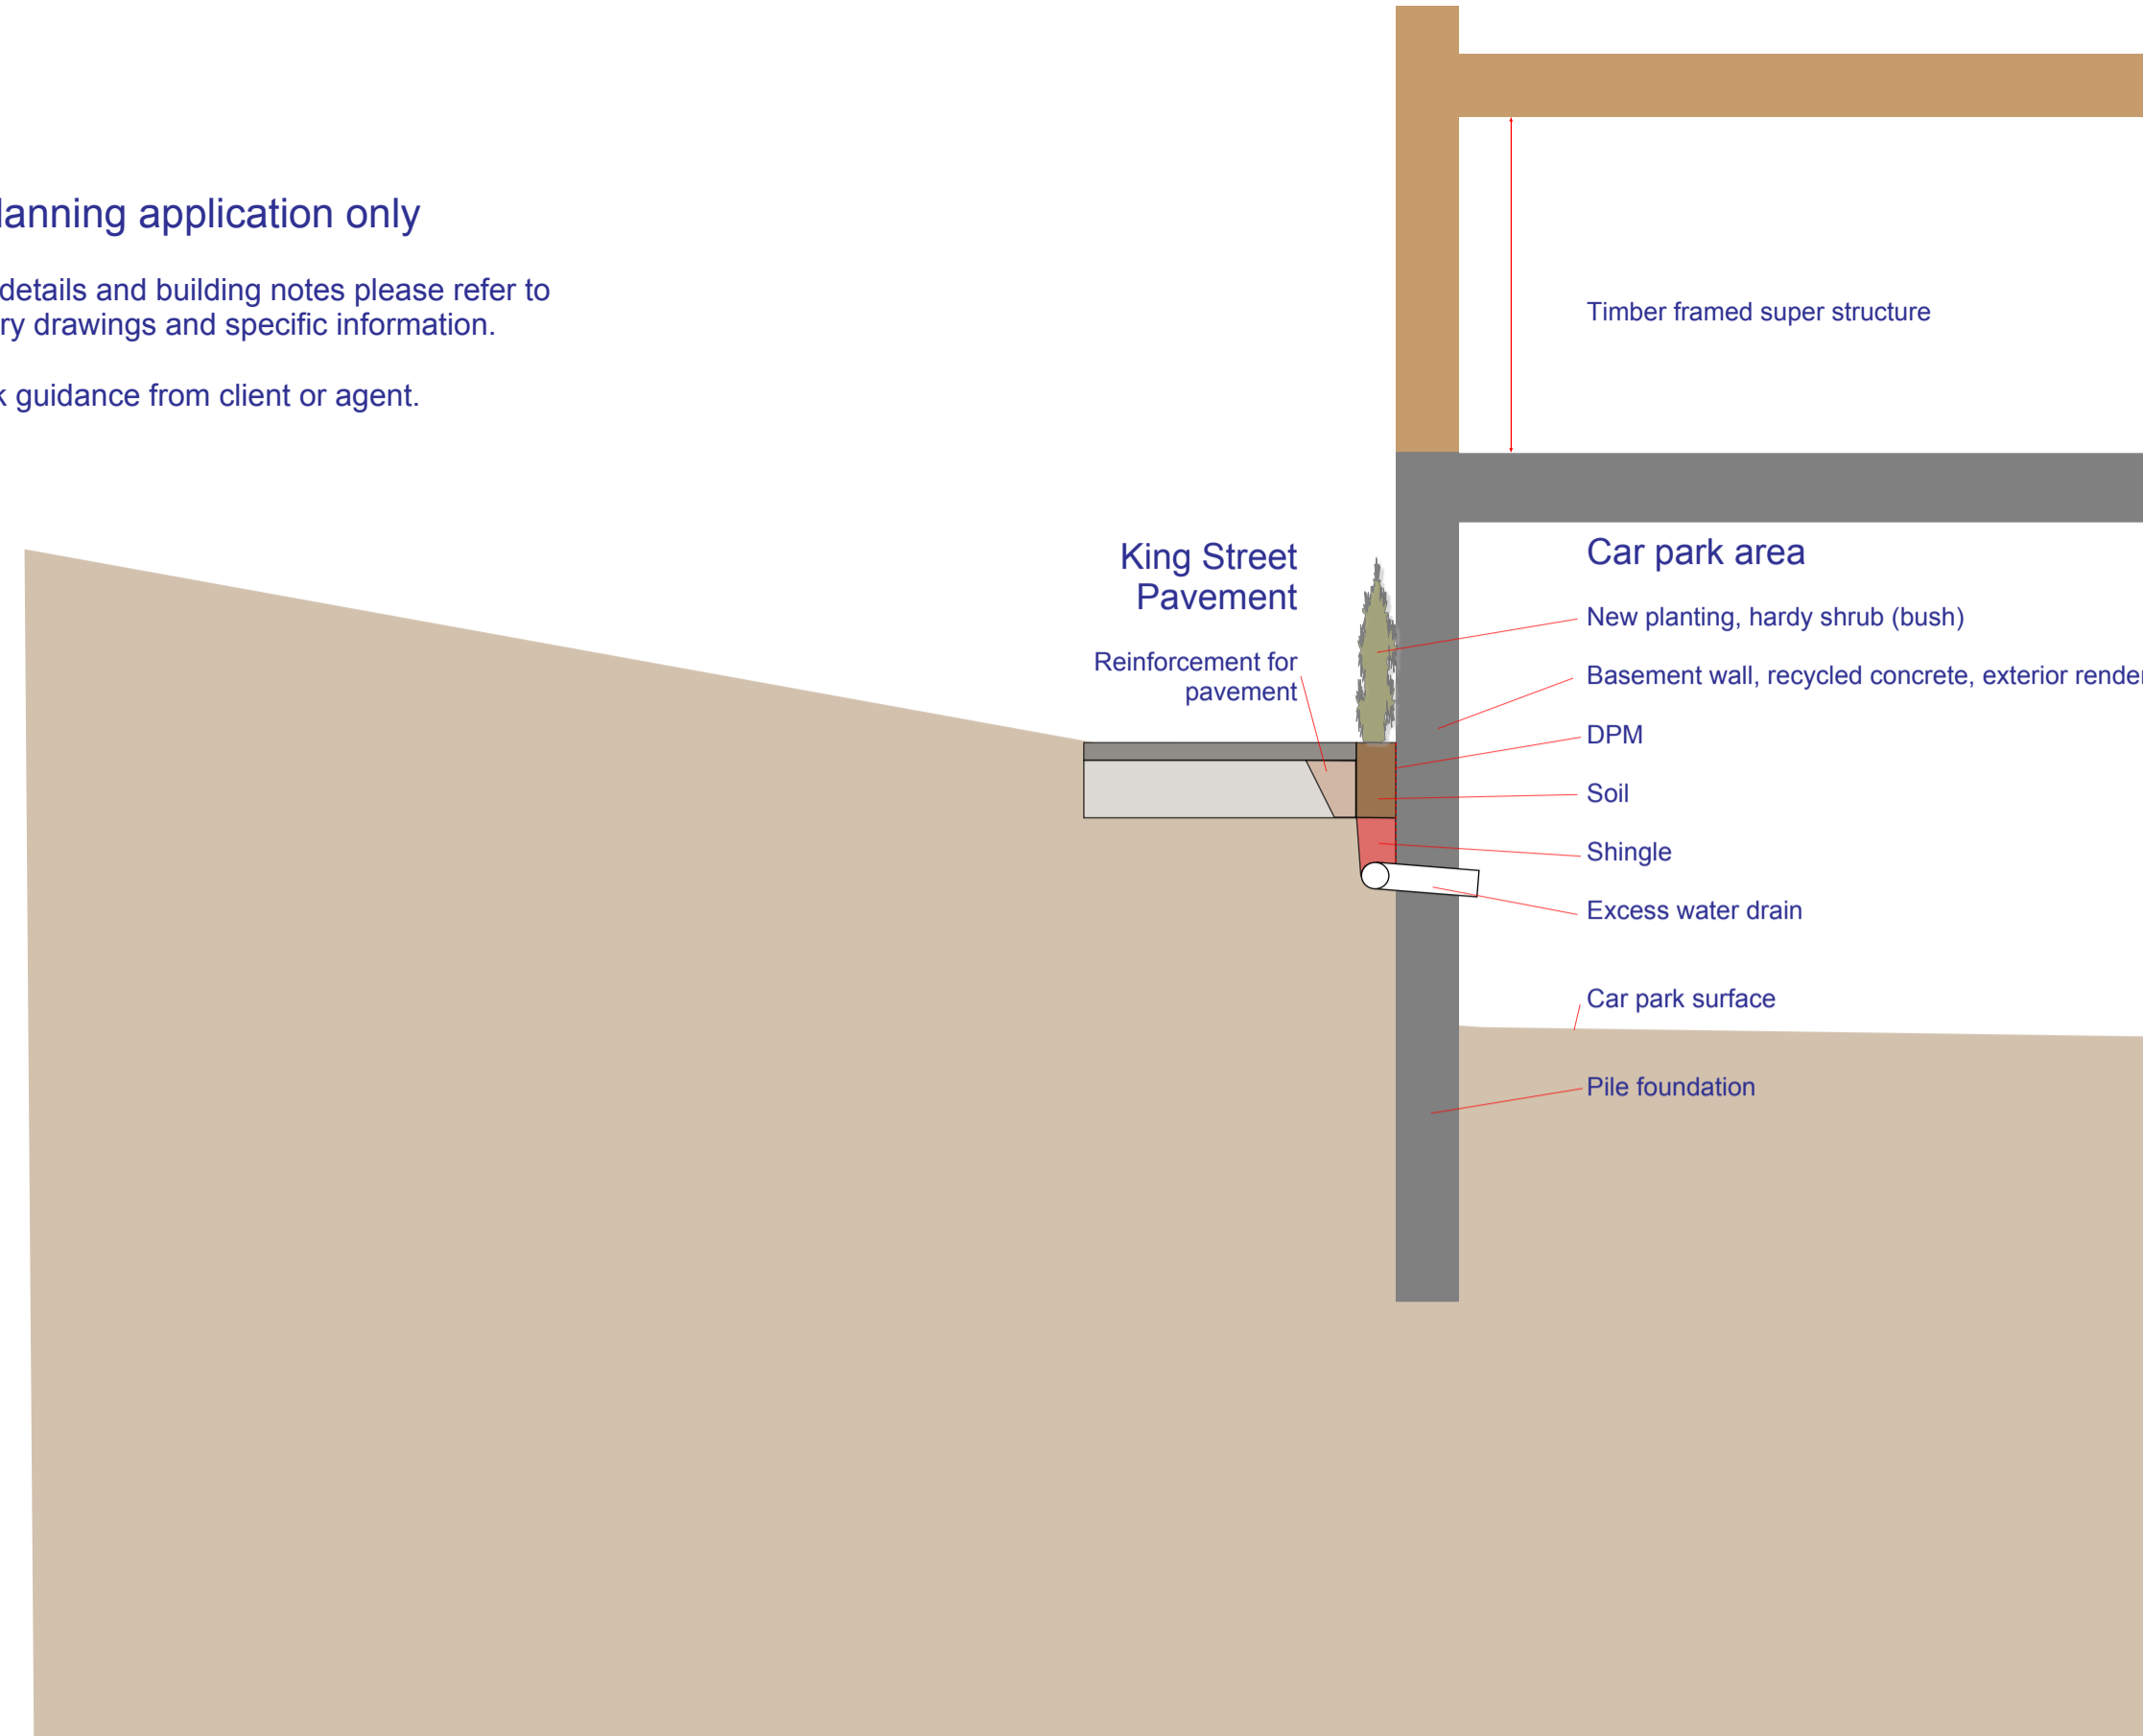 lanning application only
details and building notes please refer to
ry drawings and specific information.
k guidance from client or agent.
Timber framed super structure
King Street
Pavement
Reinforcement for
pavement
Car park area
New planting, hardy shrub (bush)
Basement wall, recycled concrete, exterior render
DPM
Soil
Shingle
Excess water drain
Car park surface
Pile foundation